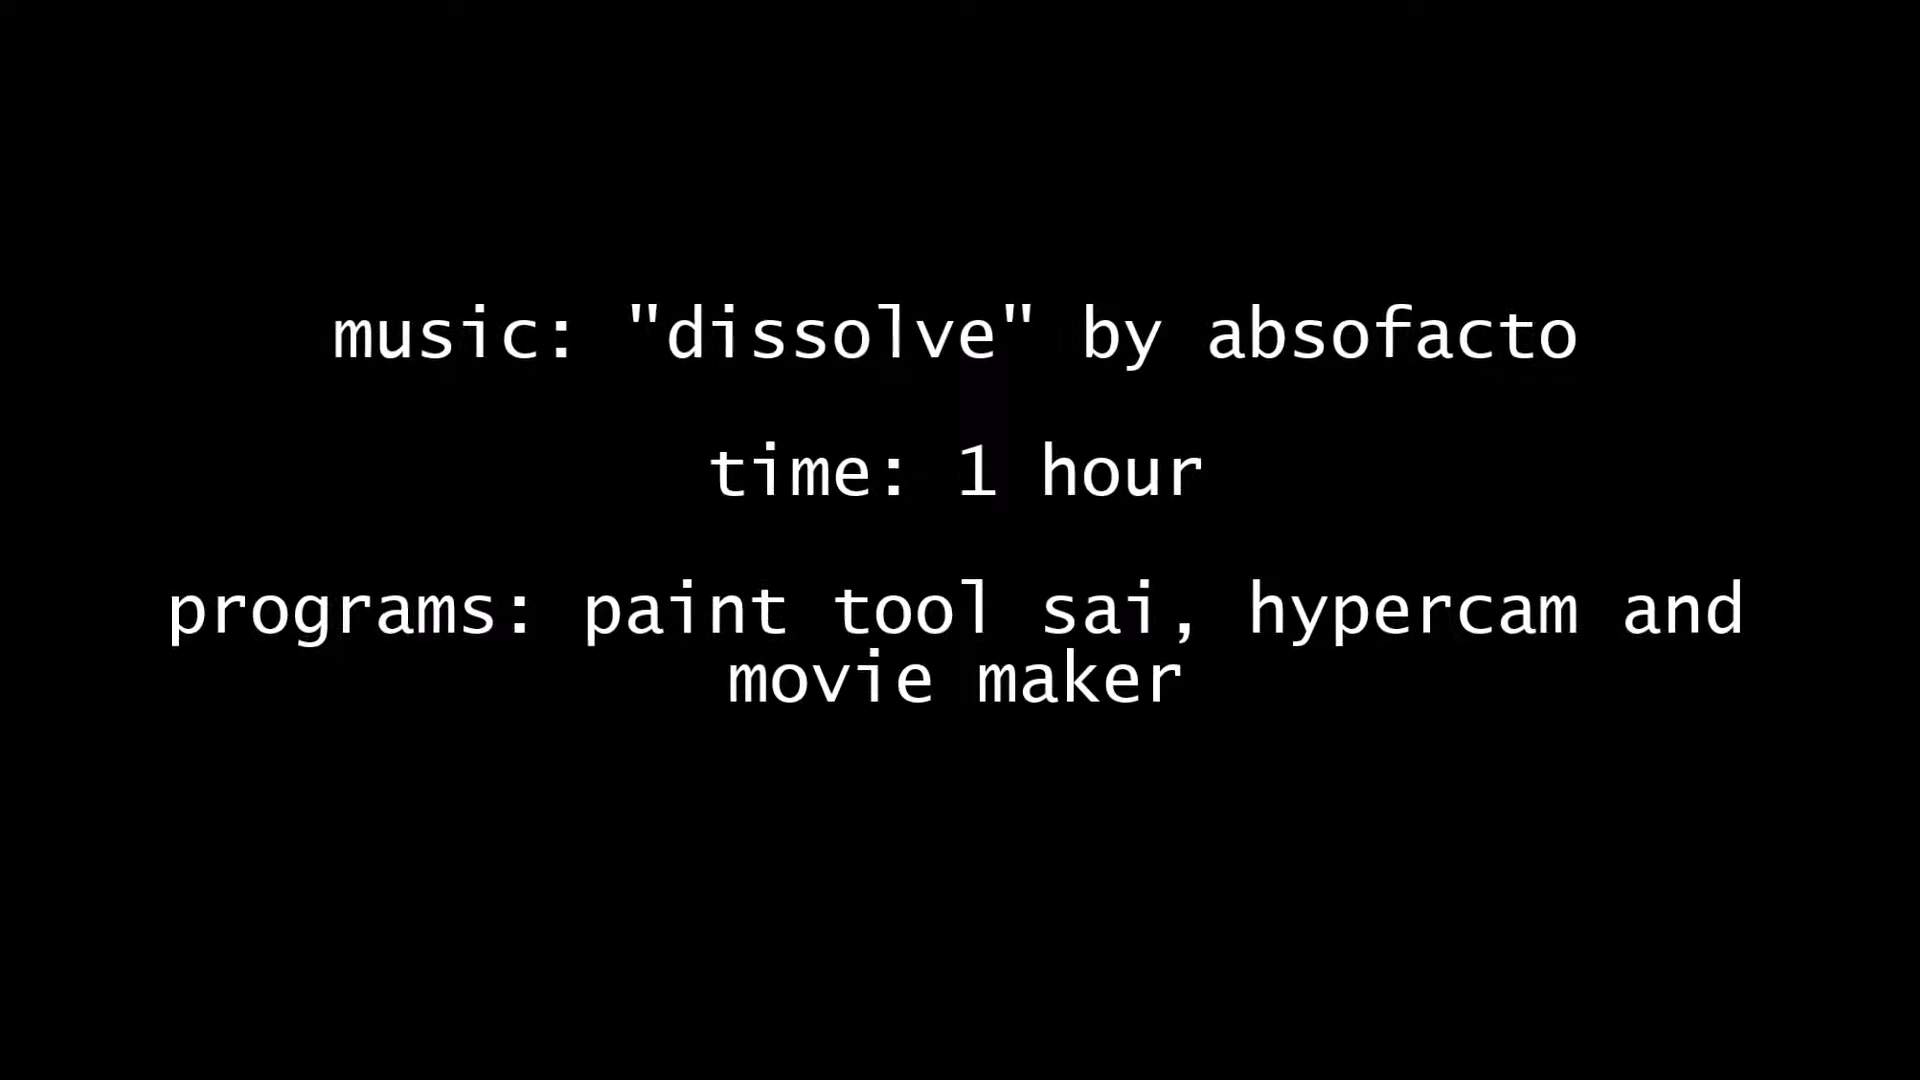 music: "dissolve" by absofacto
time: 1 hour
programs: paint tool sai, hypercam and
movie maker